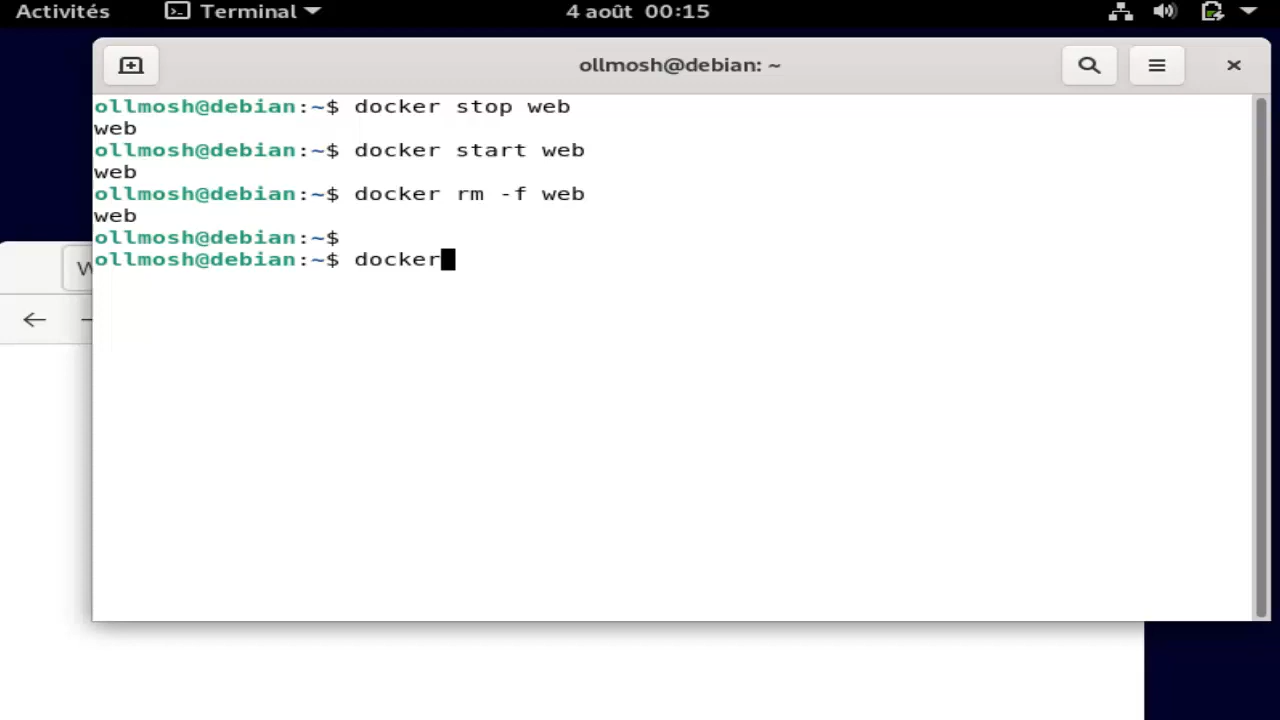 Activités Terminal 4 août 00:15
ollmosh@debian: ~
ollmosh@debian:~$ docker stop web
web
ollmosh@debian:~$ docker start web
web
ollmosh@debian:~$ docker rm -f web
web
ollmosh@debian:~$
ollmosh@debian:~$ docker